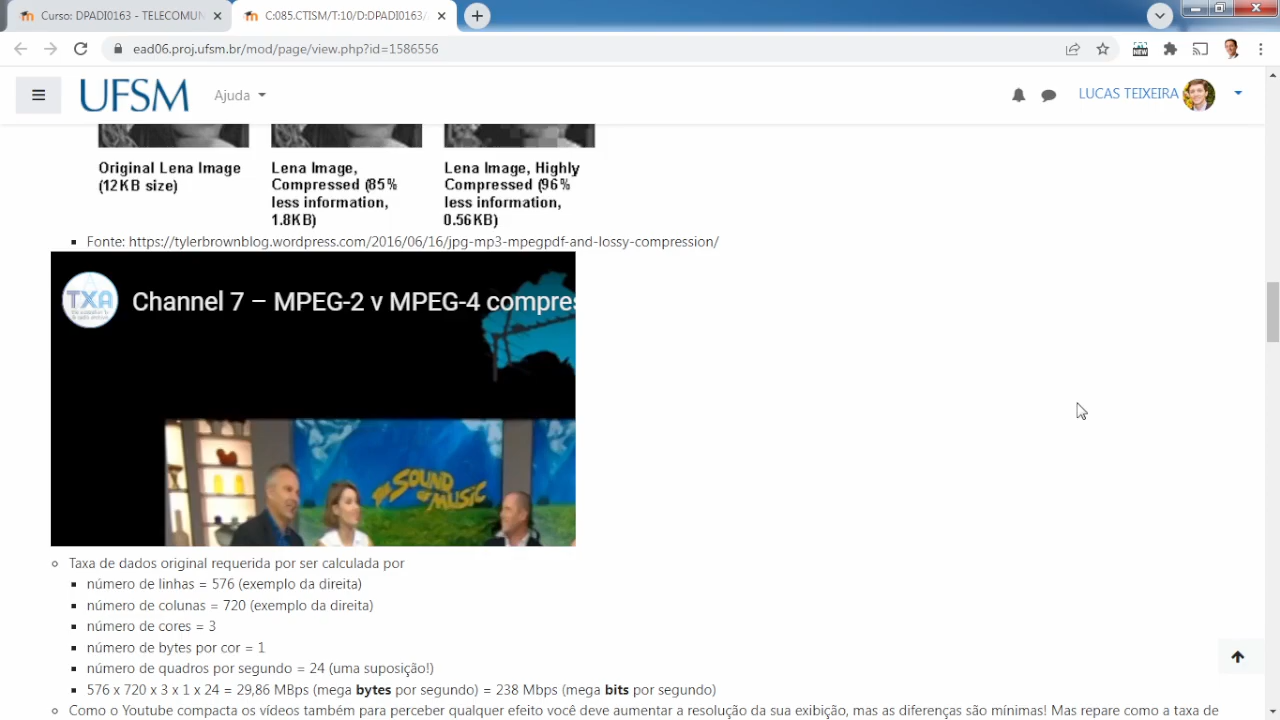 Curso: DPADI0163 - TELECOMUN
C:085.CTISM/T:10/D:DPADI0163/
ead06.proj.ufsm.br/mod/page/view.php?id=1586556
NEW
UFSM
Ajuda
LUCAS TEIXEIRA
Original Lena Image
(12KB size)
Lena Image,
Compressed (85%
less information,
1.8KB)
Lena Image, Highly
Compressed (96%
less information,
0.56KB)
Fonte: https://tylerbrownblog.wordpress.com/2016/06/16/jpg-mp3-mpegpdf-and-lossy-compression/
TXA
Channel 7 – MPEG-2 v MPEG-4 compres
THE SOUND OF MUSIC
Taxa de dados original requerida por ser calculada por
número de linhas = 576 (exemplo da direita)
número de colunas = 720 (exemplo da direita)
número de cores = 3
número de bytes por cor = 1
número de quadros por segundo = 24 (uma suposição!)
576 x 720 x 3 x 1 x 24 = 29,86 MBps (mega bytes por segundo) = 238 Mbps (mega bits por segundo)
Como o Youtube compacta os vídeos também para perceber qualquer efeito você deve aumentar a resolução da sua exibição, mas as diferenças são mínimas! Mas repare como a taxa de